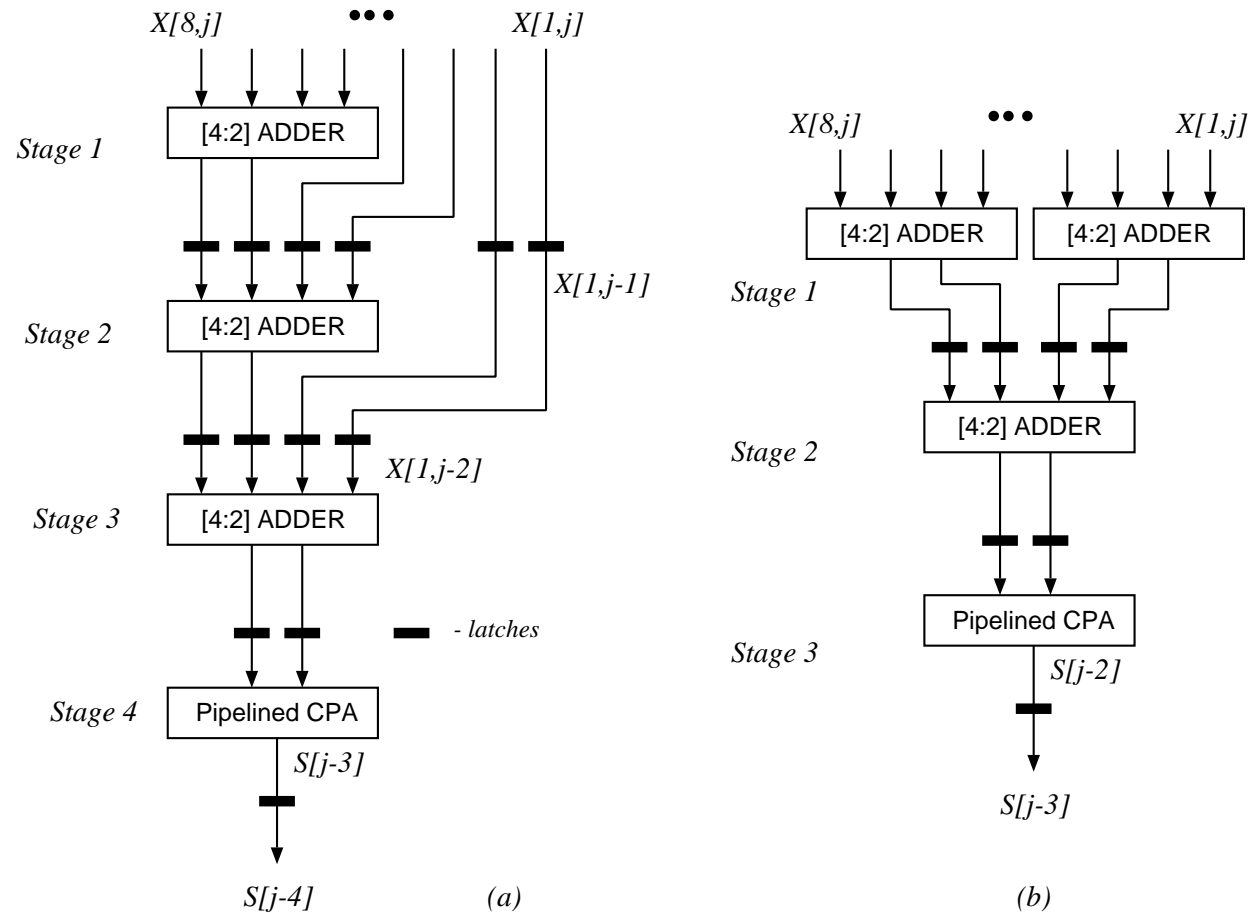 X[8,j]
X[1,j]
[4:2] ADDER
Stage 1
X[1,j-1]
[4:2] ADDER
Stage 2
X[1,j-2]
[4:2] ADDER
Stage 3
- latches
Pipelined CPA
Stage 4
S[j-3]
S[j-4]
(a)
X[8,j]
X[1,j]
[4:2] ADDER
[4:2] ADDER
Stage 1
[4:2] ADDER
Stage 2
Pipelined CPA
Stage 3
S[j-2]
S[j-3]
(b)